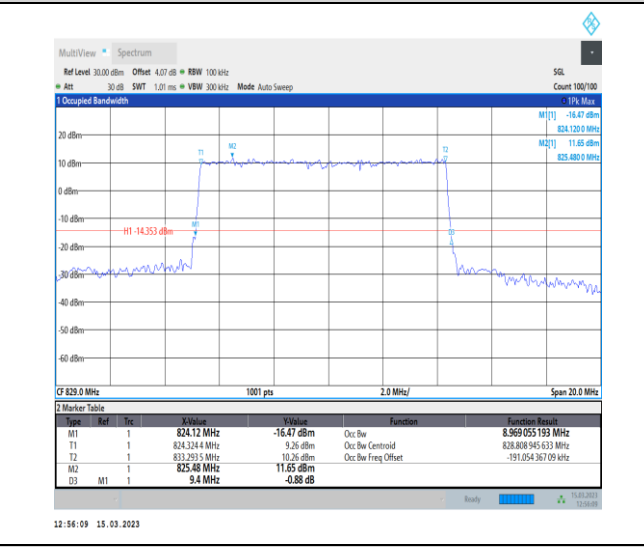 MultiView Spectrum
Ref Level 30.00 dBm Offset 4.07 dB RBW 100 kHz SGL
Att 30 dB SWT 1.01 ms VBW 300 kHz Mode Auto Sweep Count 100/100
1 Occupied Bandwidth 1Pk Max
M1[1] -16.47 dBm
824.120 0 MHz
M2[1] 11.65 dBm
825.480 0 MHz
20 dBm
T1 M2 T2
10 dBm
0 dBm
-10 dBm
M1
H1 -14.353 dBm
-20 dBm
-30 dBm
-40 dBm
-50 dBm
-60 dBm
CF 829.0 MHz 1001 pts 2.0 MHz/ Span 20.0 MHz
2 Marker Table
Type Ref Trc X-Value Y-Value Function Function Result
M1 1 824.12 MHz -16.47 dBm Occ Bw 8.969 055 193 MHz
T1 1 824.324 4 MHz 9.26 dBm Occ Bw Centroid 828.808 945 633 MHz
T2 1 833.293 5 MHz 10.26 dBm Occ Bw Freq Offset -191.054 367 09 kHz
M2 1 825.48 MHz 11.65 dBm
D3 M1 1 9.4 MHz -0.88 dB
Ready 15.03.2023
12:56:09
12:56:09 15.03.2023